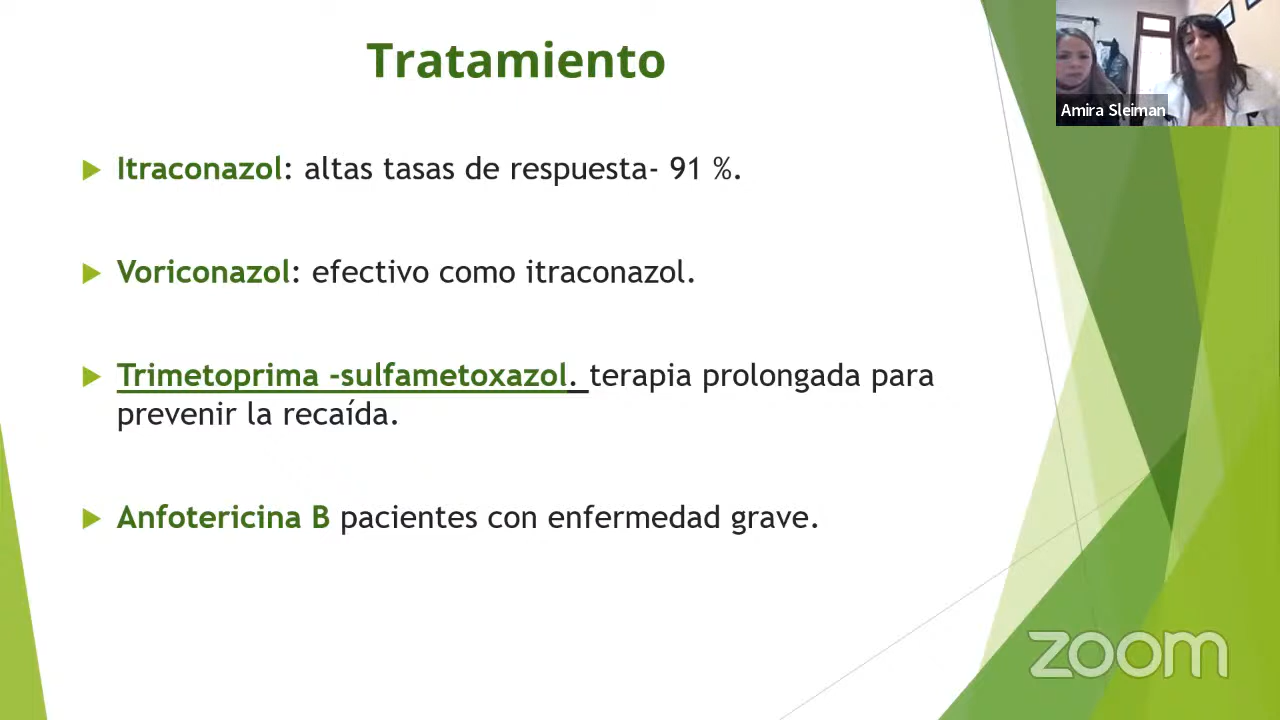 Tratamiento
Amira Sleiman
Itraconazol: altas tasas de respuesta- 91 %.
Voriconazol: efectivo como itraconazol.
Trimetoprima -sulfametoxazol. terapia prolongada para
prevenir la recaída.
Anfotericina B pacientes con enfermedad grave.
zoom